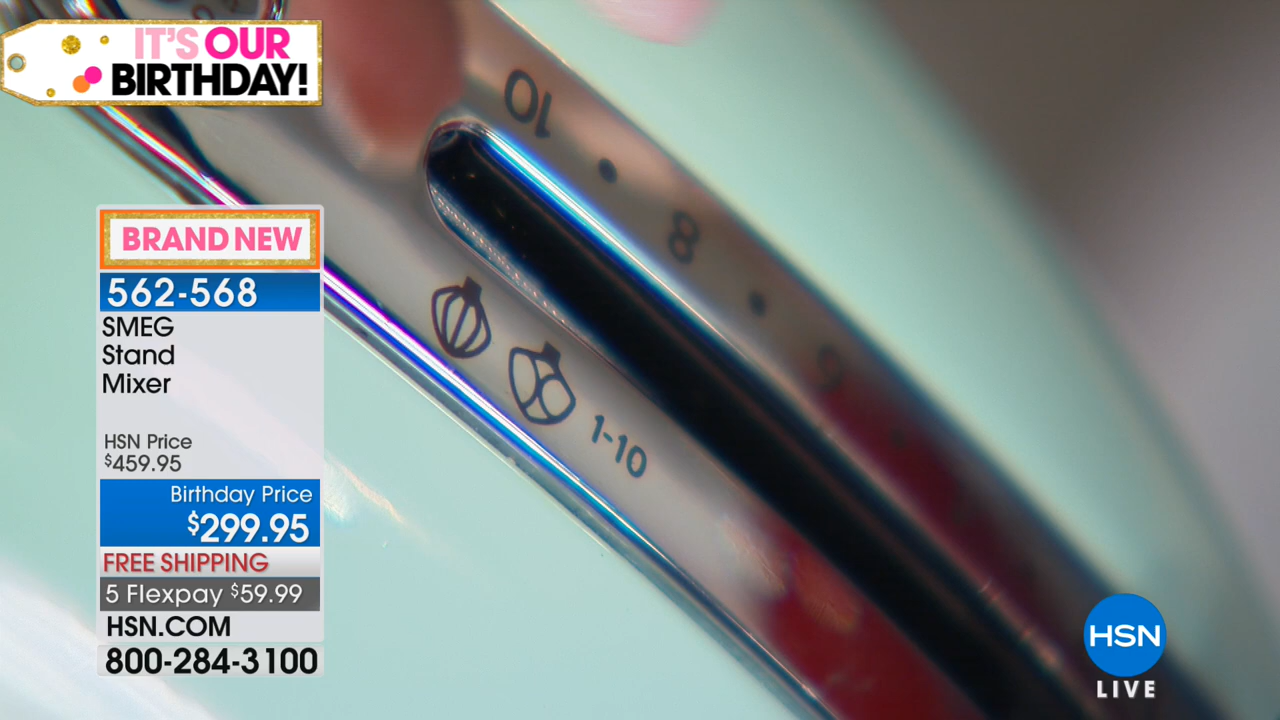 IT'S OUR
BIRTHDAY!
BRAND NEW
562-568
SMEG
Stand
Mixer
HSN Price
$459.95
Birthday Price
$299.95
FREE SHIPPING
5 Flexpay $59.99
HSN.COM
800-284-3100
10
8
6
1-10
HSN
LIVE